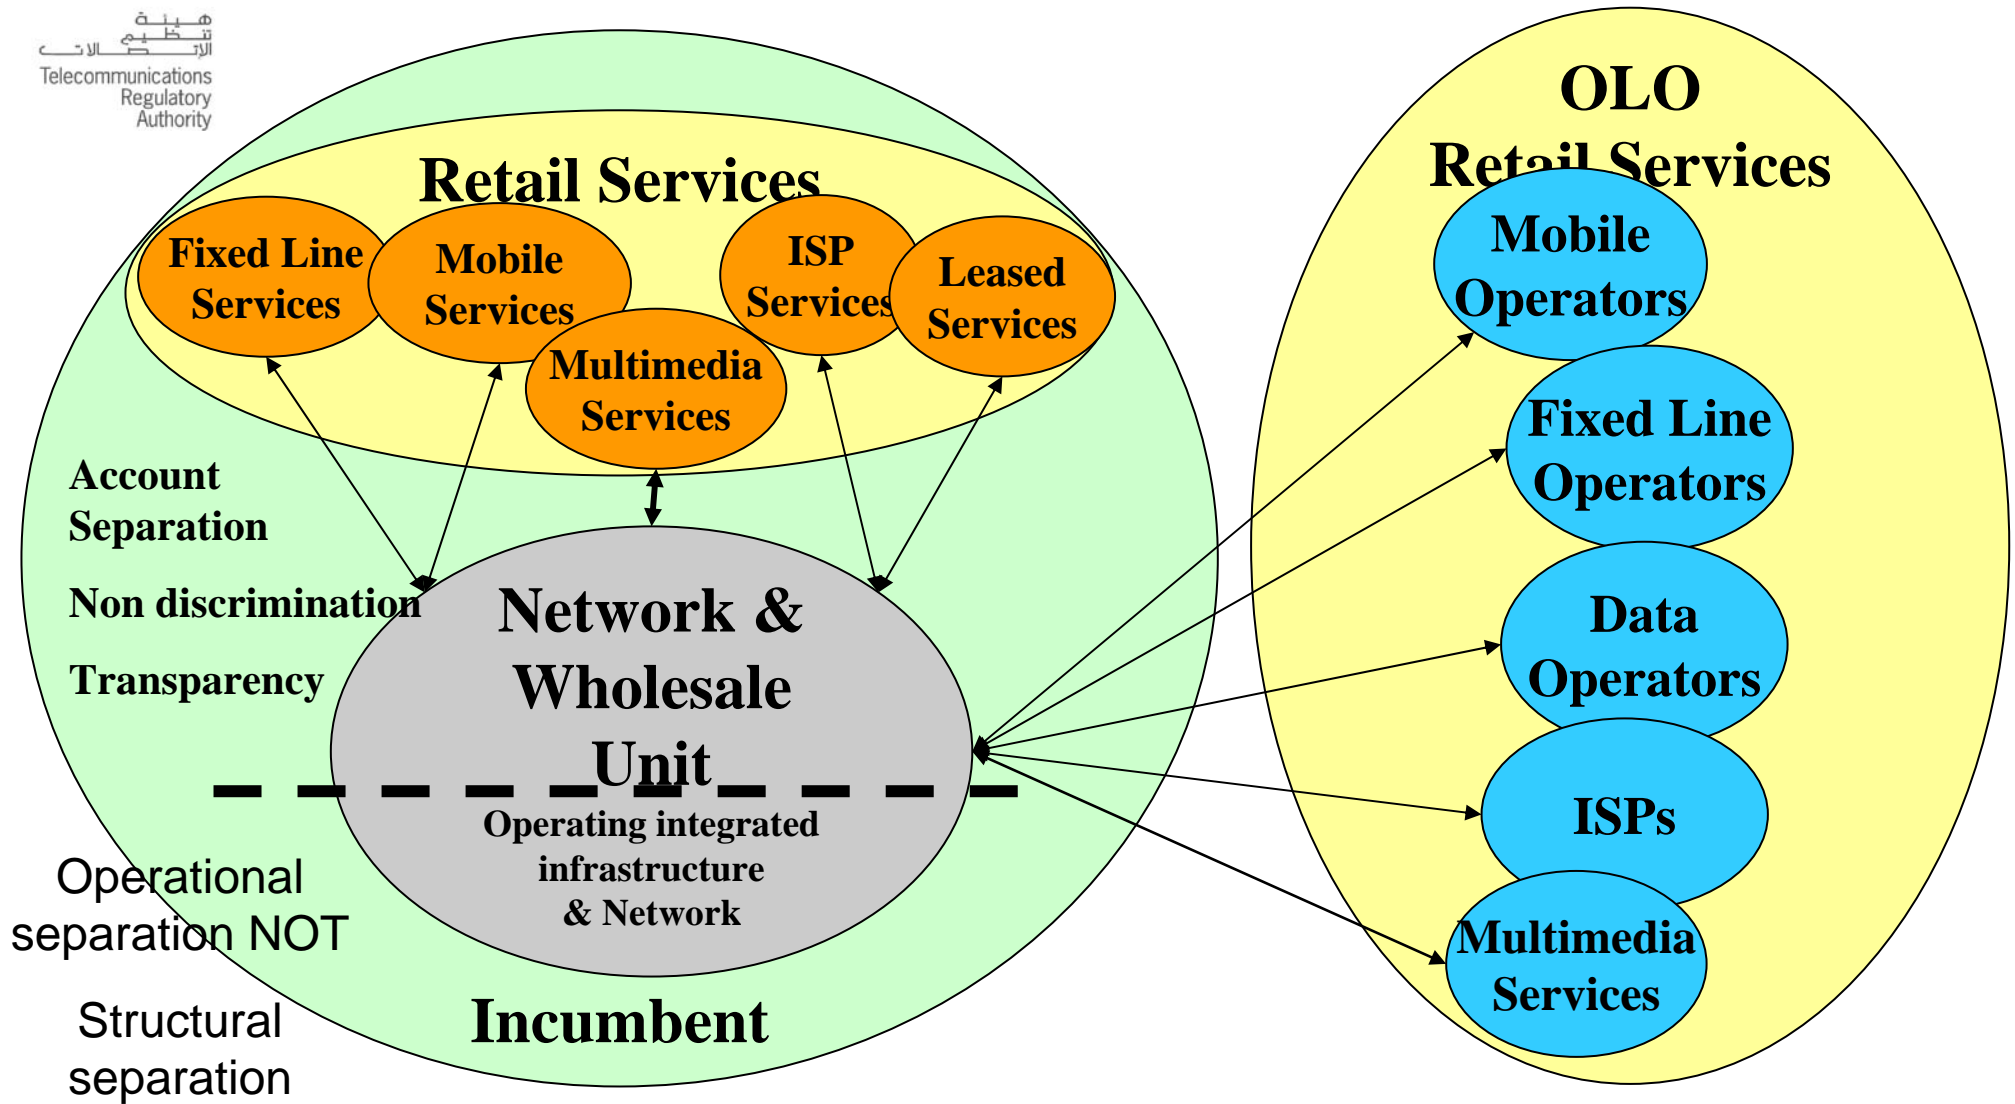 هيئة
تنظيم
الإتصالات
Telecommunications
Regulatory
Authority
Retail Services
Fixed Line
Services
Mobile
Services
Multimedia
Services
ISP
Services
Leased
Services
Account
Separation
Non discrimination
Transparency
Network &
Wholesale
Unit
Operating integrated
infrastructure
& Network
Operational
separation NOT
Structural
separation
Incumbent
OLO
Retail Services
Mobile
Operators
Fixed Line
Operators
Data
Operators
ISPs
Multimedia
Services